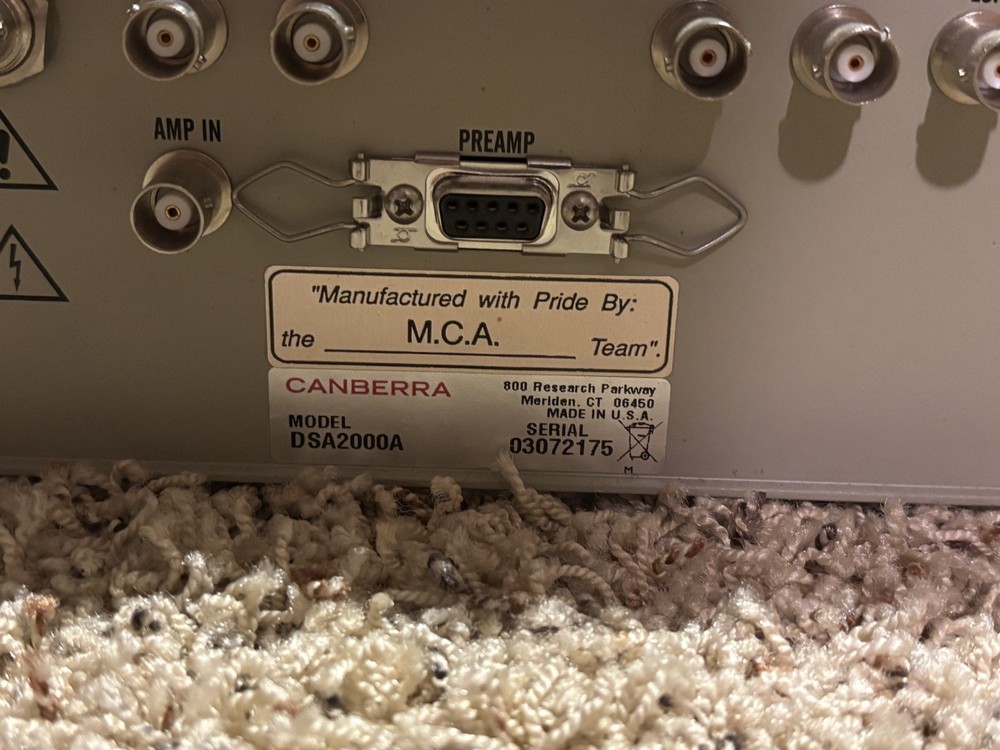 AMP IN
PREAMP
"Manufactured with Pride By:
the M.C.A. Team".
CANBERRA
800 Research Parkway
Meriden, CT 06450
MADE IN U.S.A.
MODEL
DSA2000A
SERIAL
03072175
M.